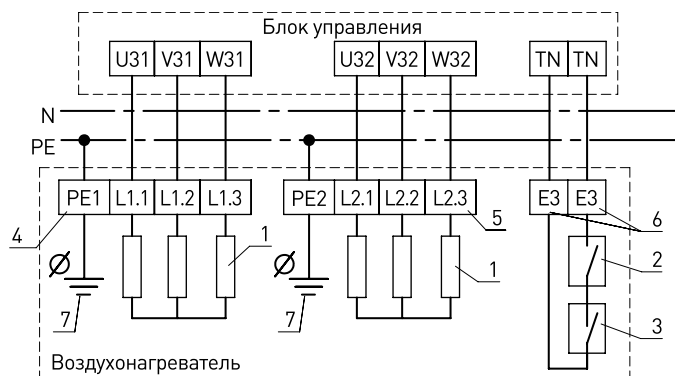 Блок управления
U31 V31 W31 U32 V32 W32 TN TN
N
PE
PE1 L1.1 L1.2 L1.3 PE2 L2.1 L2.2 L2.3 E3 E3
4 1 5 6
1 2
7 7 3
Воздухонагреватель